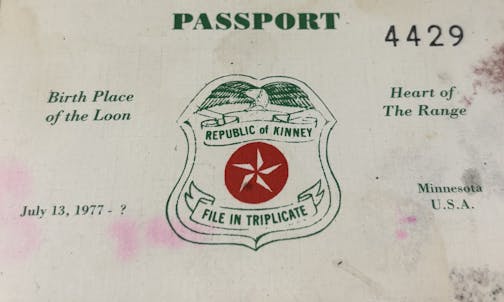 PASSPORT
4429
Birth Place
of the Loon
Heart of
The Range
REPUBLIC of KINNEY
FILE IN TRIPLICATE
July 13, 1977 - ?
Minnesota
U.S.A.